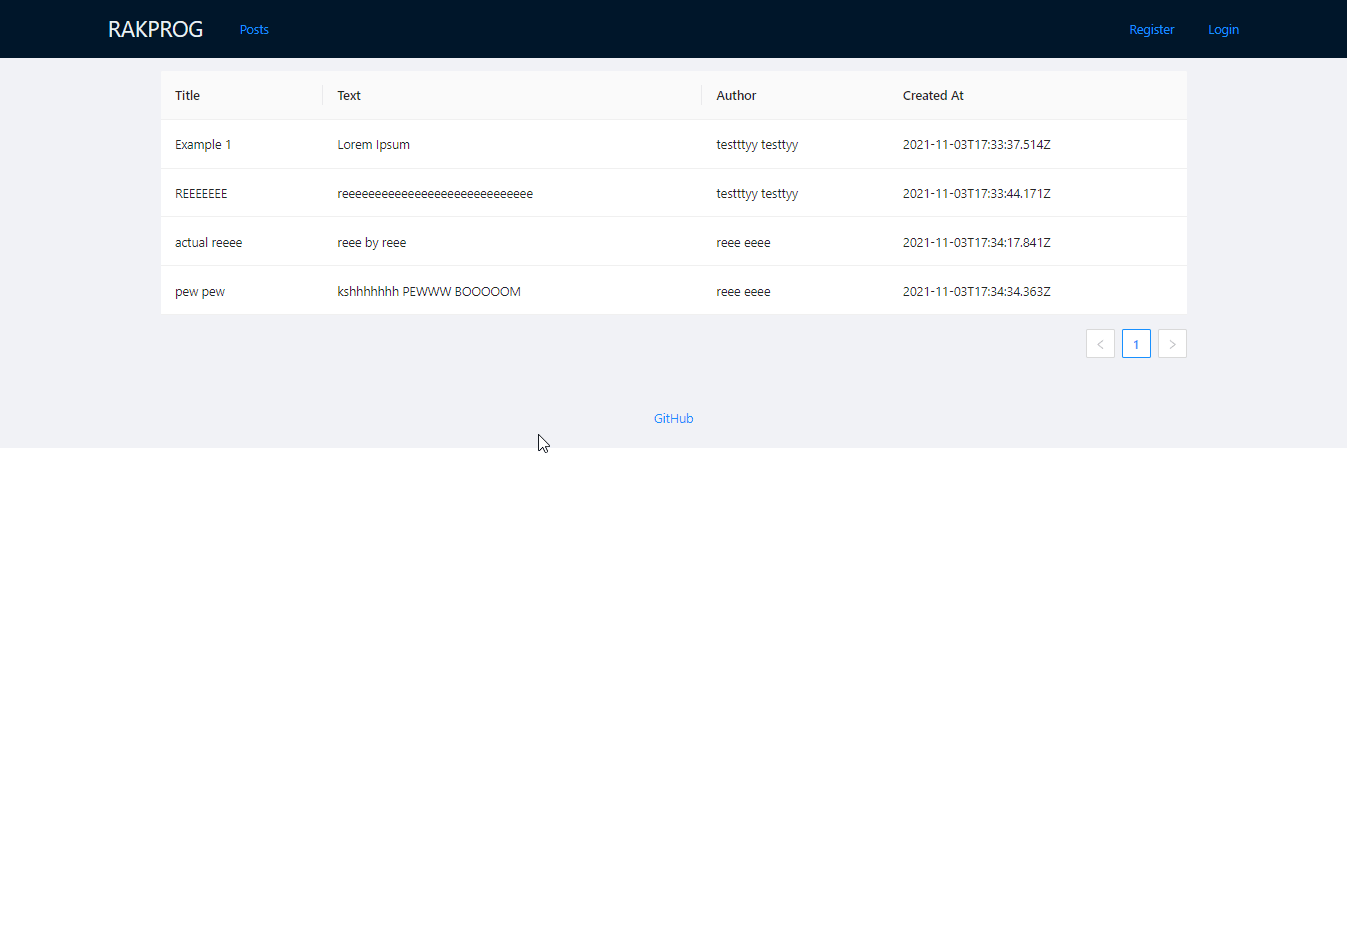 RAKPROG Posts Register Login
Title Text Author Created At
Example 1 Lorem Ipsum testttyy testtyy 2021-11-03T17:33:37.514Z
REEEEEEE reeeeeeeeeeeeeeeeeeeeeeeeeeeee testttyy testtyy 2021-11-03T17:33:44.171Z
actual reeee reee by reee reee eeee 2021-11-03T17:34:17.841Z
pew pew kshhhhhhh PEWWW BOOOOOM reee eeee 2021-11-03T17:34:34.363Z
< 1 >
GitHub